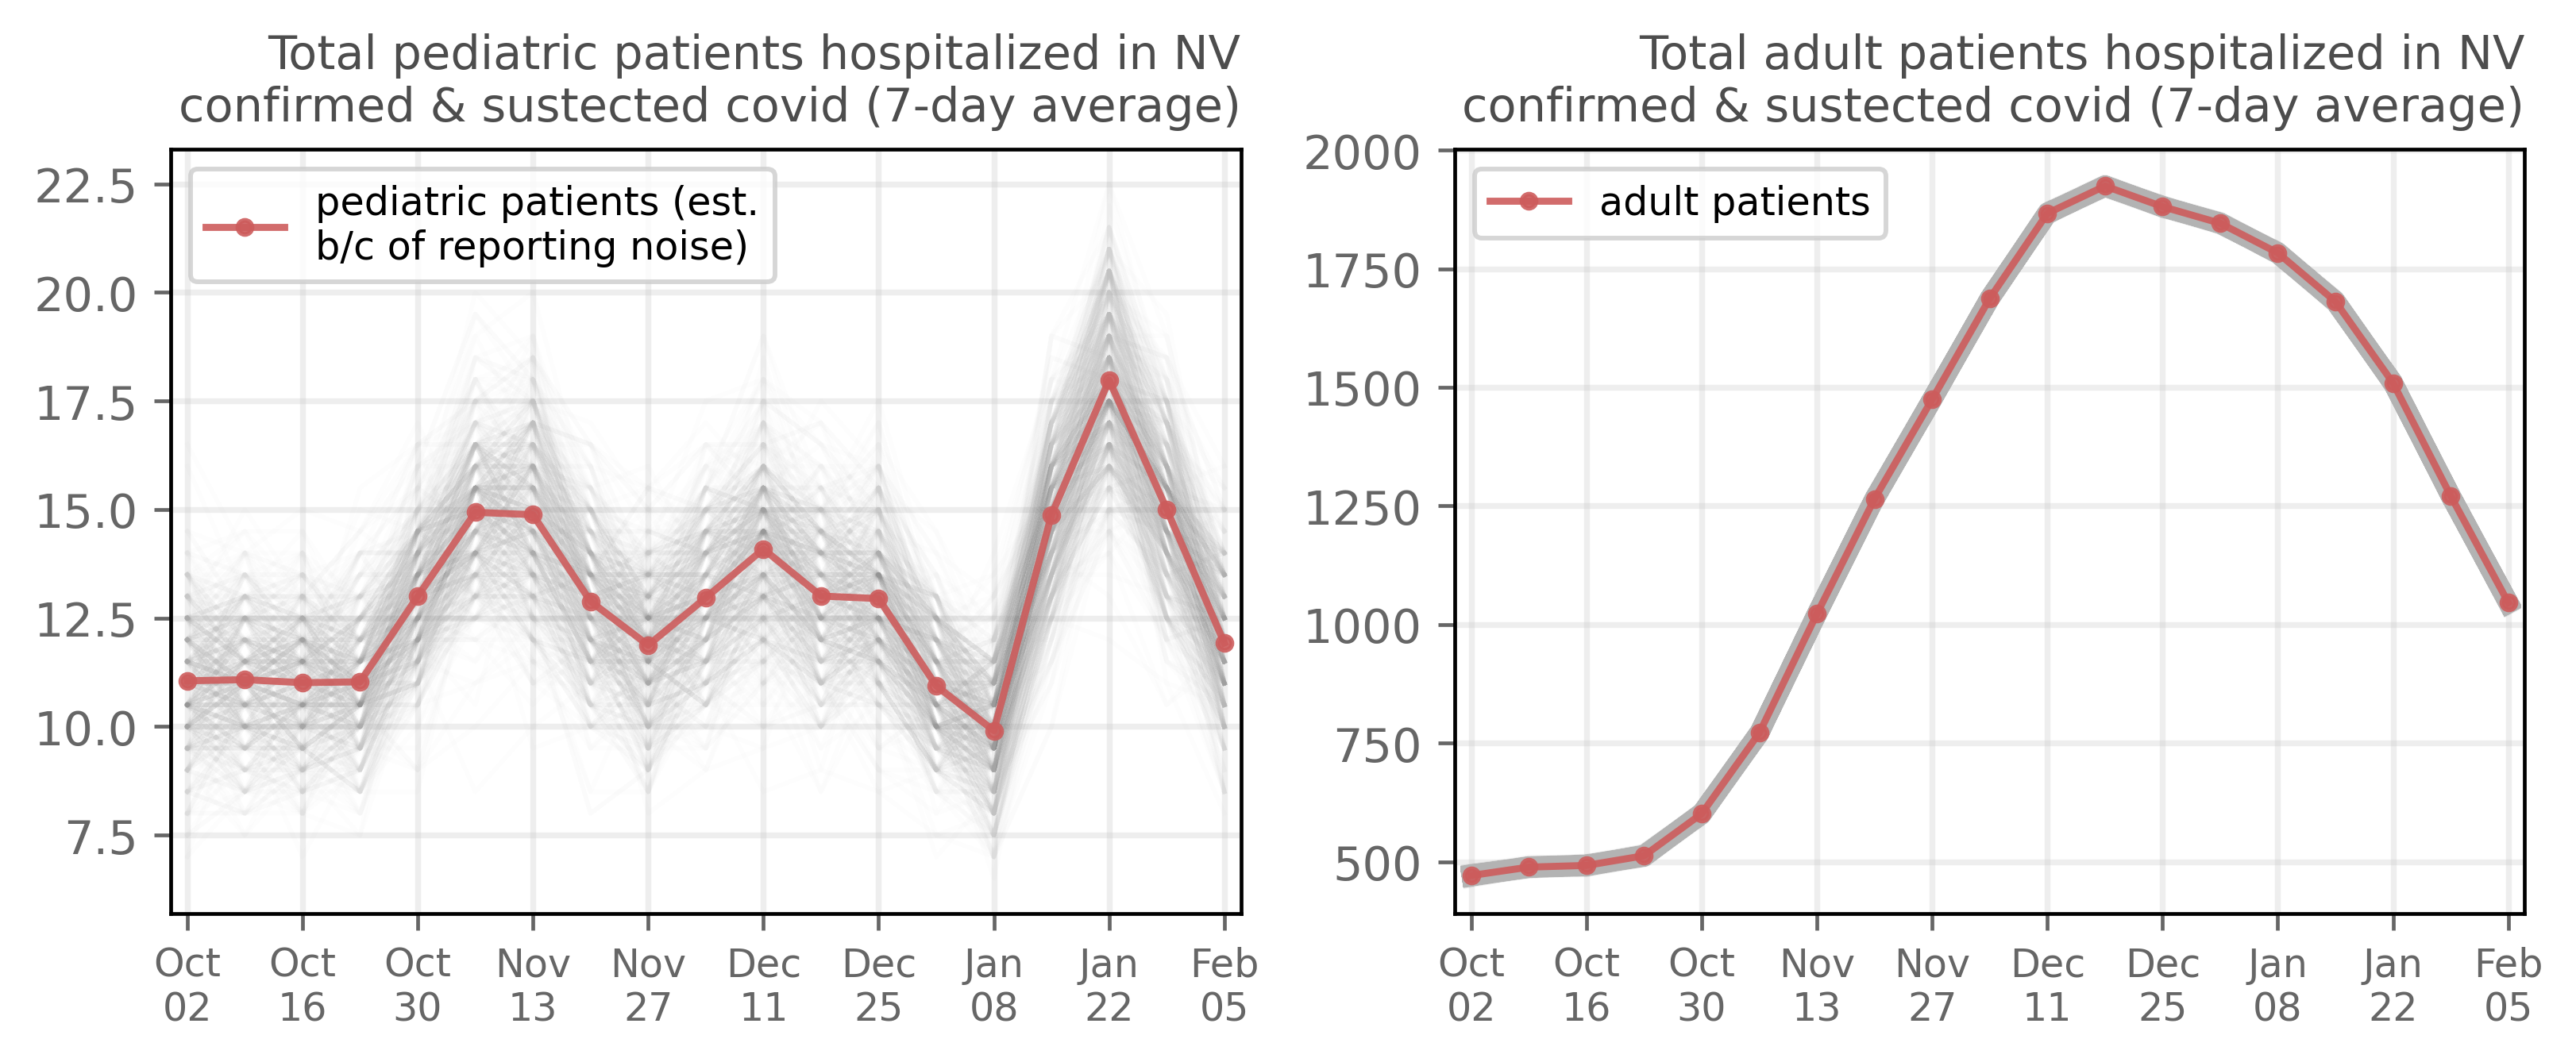 Total pediatric patients hospitalized in NV
confirmed & sustected covid (7-day average)
22.5
20.0
17.5
15.0
12.5
10.0
7.5
pediatric patients (est.
b/c of reporting noise)
Oct Oct Oct Nov Nov Dec Dec Jan Jan Feb
02 16 30 13 27 11 25 08 22 05
Total adult patients hospitalized in NV
confirmed & sustected covid (7-day average)
2000
1750
1500
1250
1000
750
500
adult patients
Oct Oct Oct Nov Nov Dec Dec Jan Jan Feb
02 16 30 13 27 11 25 08 22 05